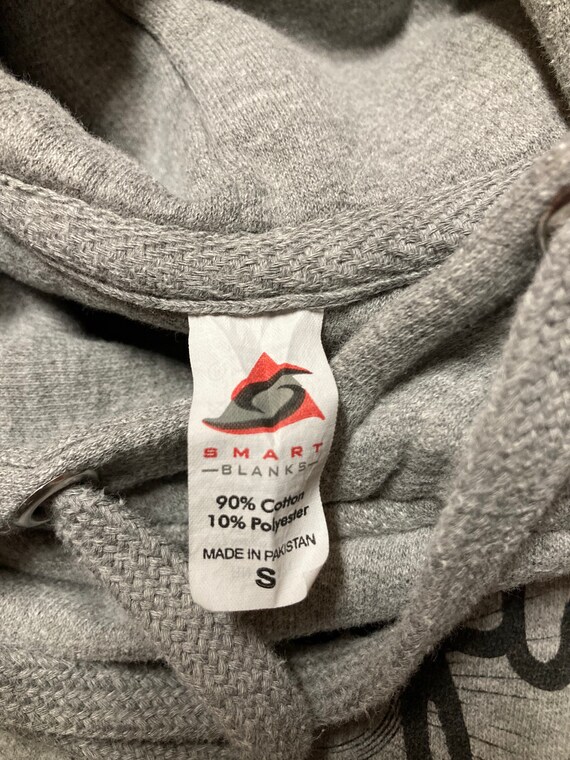 SMART
—BLANKS—
90% Cotton
10% Polyester
MADE IN PAKISTAN
S